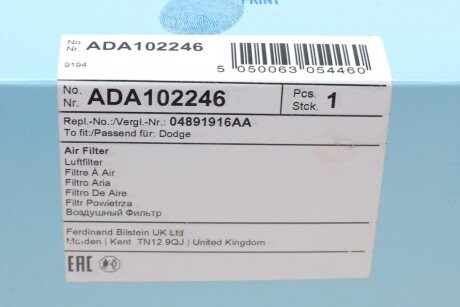 PRINT
No. Nr. ADA102246
9194
5 050063 054460
No. Nr. ADA102246 Pcs. Stck. 1
Repl.-No.:/Vergl.-Nr.: 04891916AA
To fit:/Passend für: Dodge
Air Filter
Luftfilter
Filtre À Air
Filtro Aria
Filtro De Aire
Filtr Powietrza
Воздушный Фильтр
Ferdinand Bilstein UK Ltd
Marden | Kent TN12 9QJ | United Kingdom
EAC